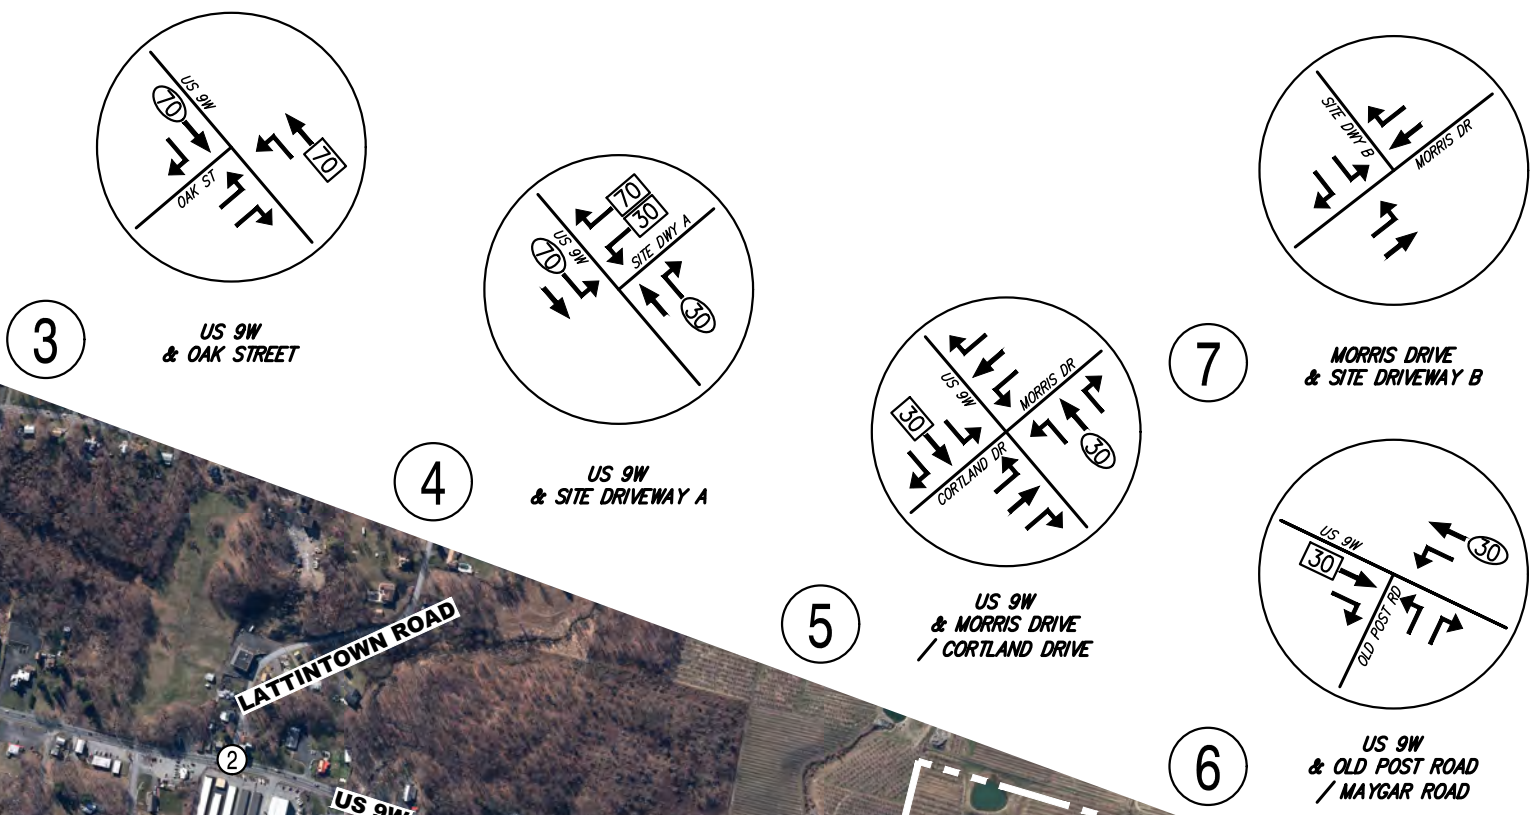 US 9W
70
70
OAK ST
3
US 9W
& OAK STREET
70
30
US 9W
SITE DWY A
70
30
4
US 9W
& SITE DRIVEWAY A
US 9W
MORRIS DR
30
30
CORTLAND DR
5
US 9W
& MORRIS DRIVE
/ CORTLAND DRIVE
SITE DWY B
MORRIS DR
7
MORRIS DRIVE
& SITE DRIVEWAY B
US 9W
30
30
OLD POST RD
6
US 9W
& OLD POST ROAD
/ MAYGAR ROAD
LATTINTOWN ROAD
2
US 9W